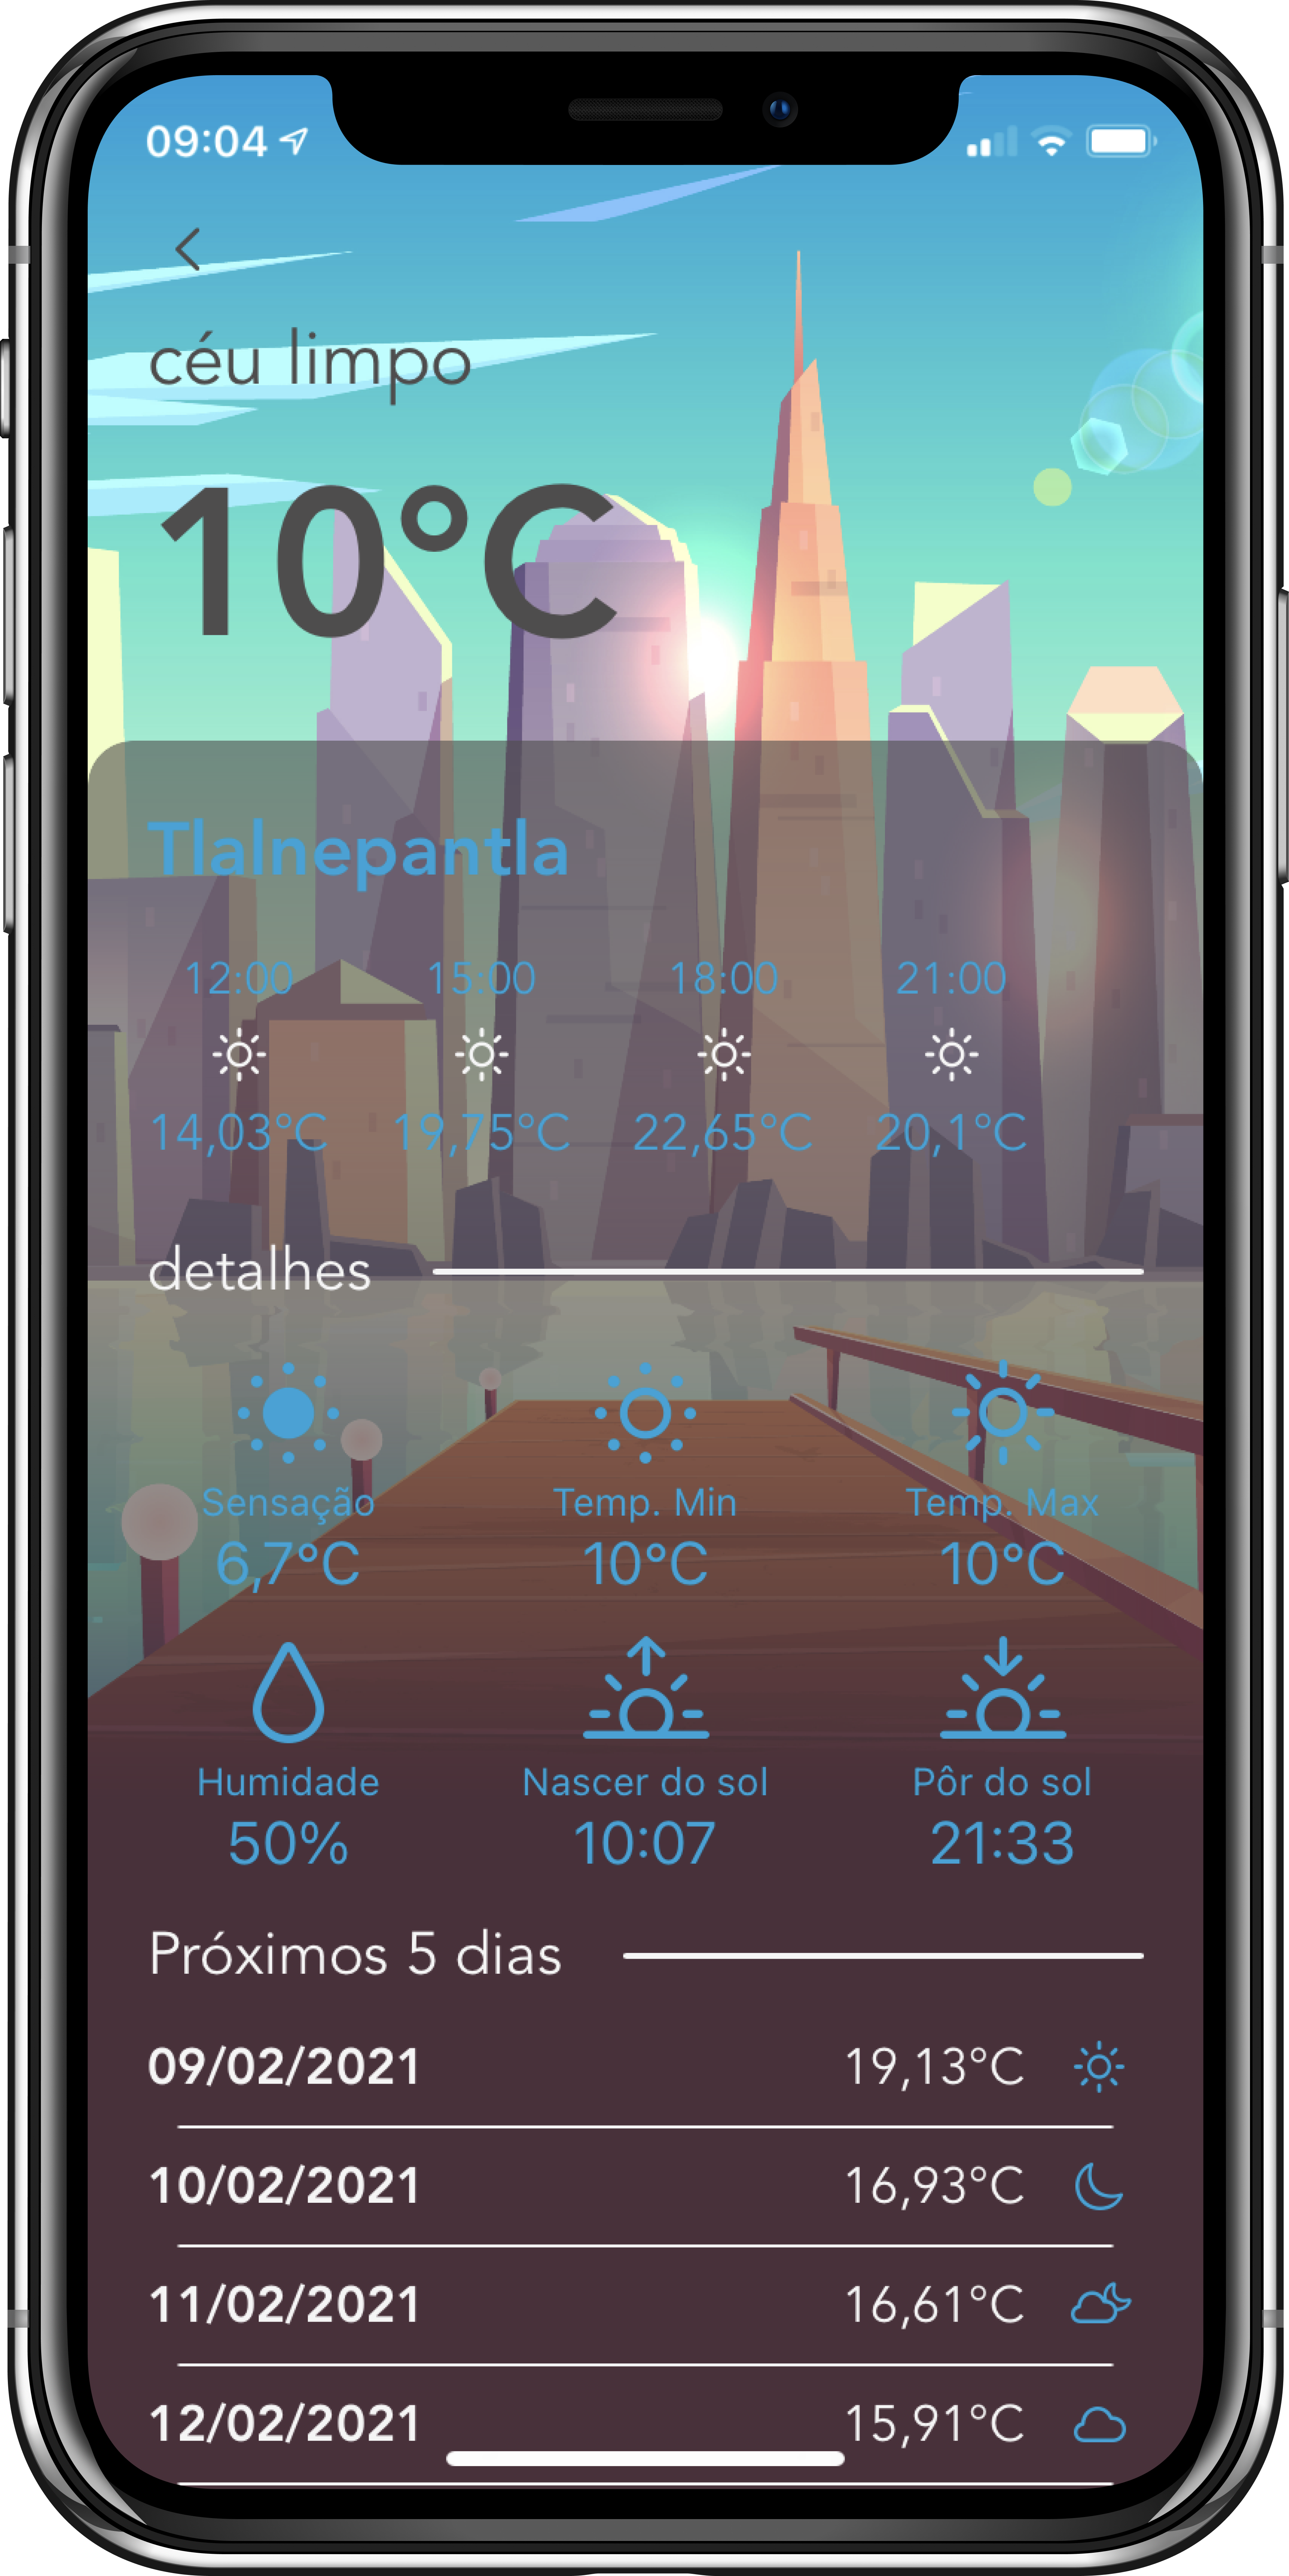 09:04
céu limpo
10°C
Tlalnepantla
12:00 15:00 18:00 21:00
14,03°C 19,75°C 22,65°C 20,1°C
detalhes
Sensação Temp. Min Temp. Max
6,7°C 10°C 10°C
Humidade Nascer do sol Pôr do sol
50% 10:07 21:33
Próximos 5 dias
09/02/2021 19,13°C
10/02/2021 16,93°C
11/02/2021 16,61°C
12/02/2021 15,91°C